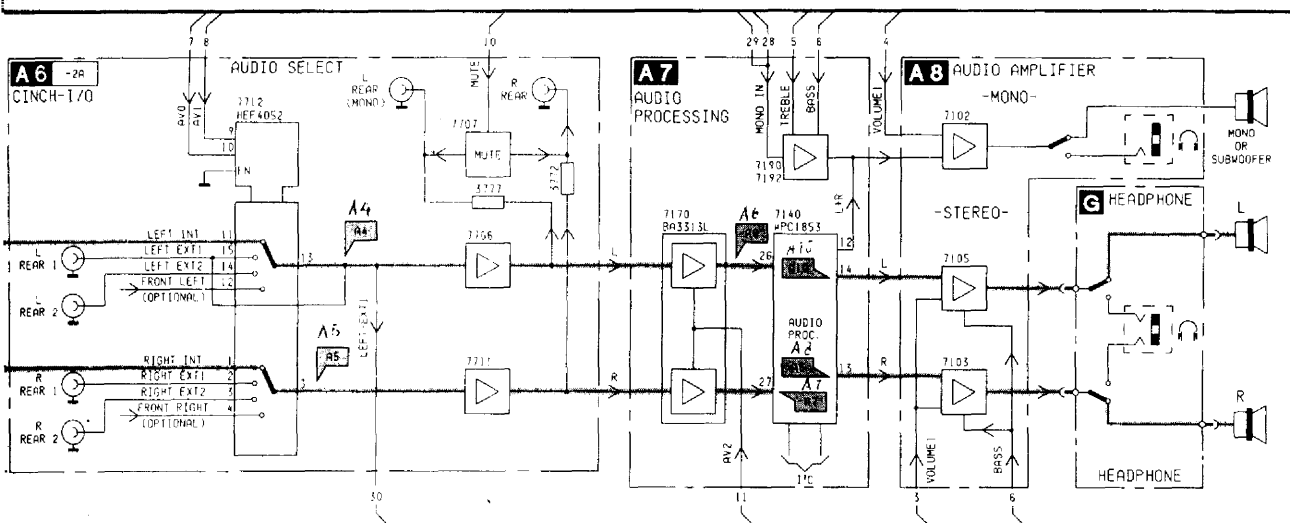 7 8 10 29 28 5 6 4
A6 -2A
AUDIO SELECT
CINCH-I/O
7712
HEF4052
AV0
AV1
9
10
EN
MUTE
L
REAR
(MONO)
R
REAR
7707
MUTE
3777
3772
LEFT INT 11
LEFT EXT1 15
LEFT EXT2 14
FRONT LEFT 12
(OPTIONAL)
L
REAR 1
L
REAR 2
13
A4
A4
7766
L
LEFT-EXT1
RIGHT INT 1
RIGHT EXT1 2
RIGHT EXT2 3
FRONT RIGHT 4
(OPTIONAL)
R
REAR 1
R
REAR 2
3
A5
A5
R
30
A7
AUDIO
PROCESSING
MONO IN
TREBLE
BASS
7190
7192
L+R
7170
BA3313L
A6
7140
µPC1853
12
26
A10
14
L
AUDIO
PROC.
A8
13
R
27
A7
A7
AV2
I²C
11
A8 AUDIO AMPLIFIER
-MONO-
VOLUME1
7102
MONO
OR
SUBWOOFER
-STEREO-
7105
7103
VOLUME1
BASS
3
6
G HEADPHONE
L
R
HEADPHONE